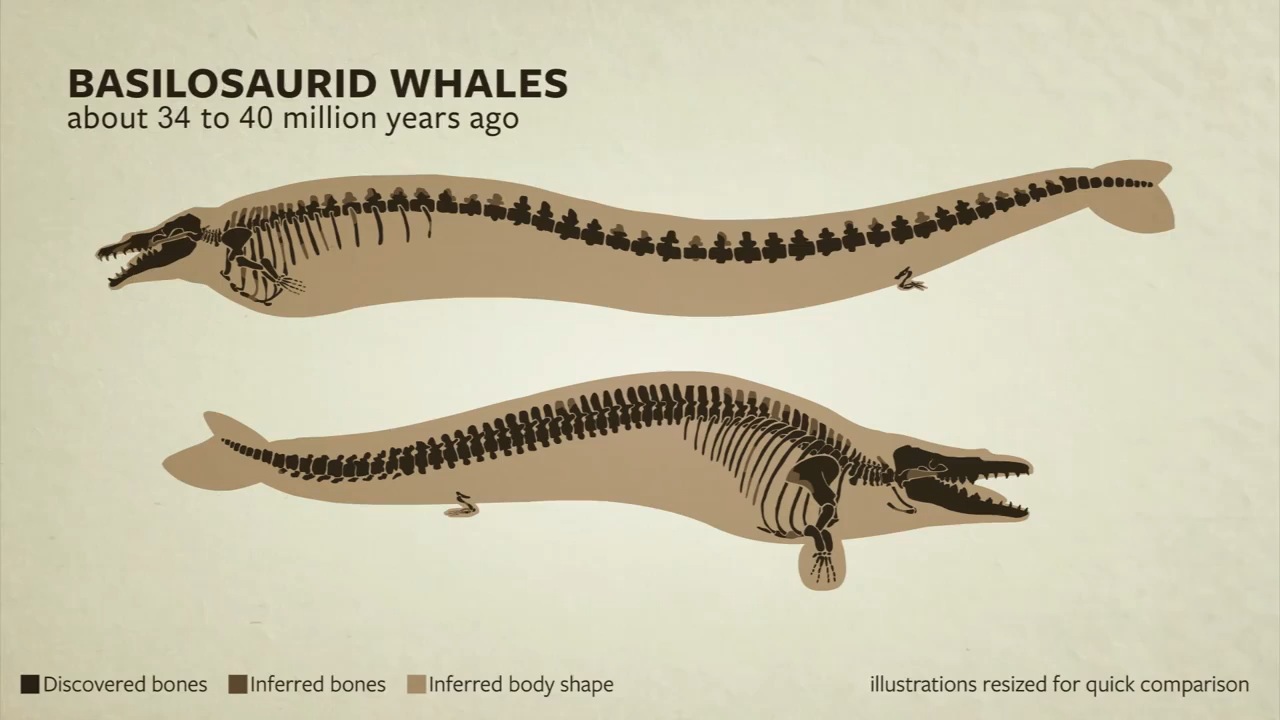 BASILOSAURID WHALES
about 34 to 40 million years ago
Discovered bones
Inferred bones
Inferred body shape
illustrations resized for quick comparison